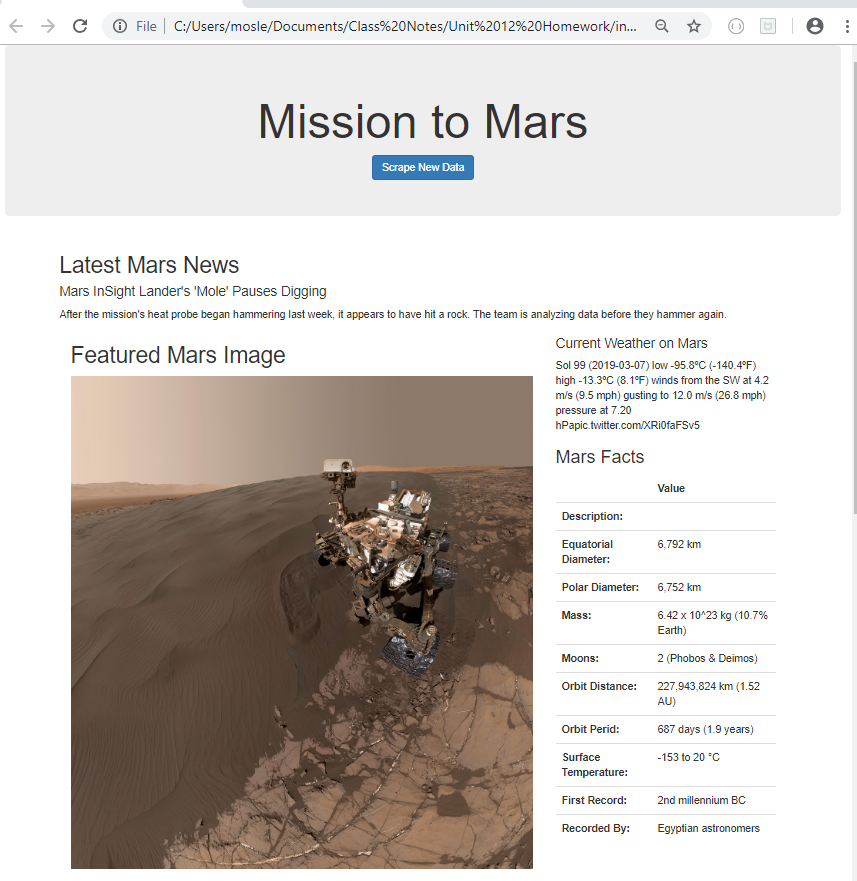 File
C:/Users/mosle/Documents/Class%20Notes/Unit%2012%20Homework/in...
Mission to Mars
Scrape New Data
Latest Mars News
Mars InSight Lander's 'Mole' Pauses Digging
After the mission's heat probe began hammering last week, it appears to have hit a rock. The team is analyzing data before they hammer again.
Featured Mars Image
Current Weather on Mars
Sol 99 (2019-03-07) low -95.8ºC (-140.4ºF)
high -13.3ºC (8.1ºF) winds from the SW at 4.2
m/s (9.5 mph) gusting to 12.0 m/s (26.8 mph)
pressure at 7.20
hPapic.twitter.com/XRi0faFSv5
Mars Facts
Value
Description:
Equatorial
Diameter:
6,792 km
Polar Diameter: 6,752 km
Mass: 6.42 x 10^23 kg (10.7%
Earth)
Moons: 2 (Phobos & Deimos)
Orbit Distance: 227,943,824 km (1.52
AU)
Orbit Perid: 687 days (1.9 years)
Surface
Temperature:
-153 to 20 °C
First Record: 2nd millennium BC
Recorded By: Egyptian astronomers